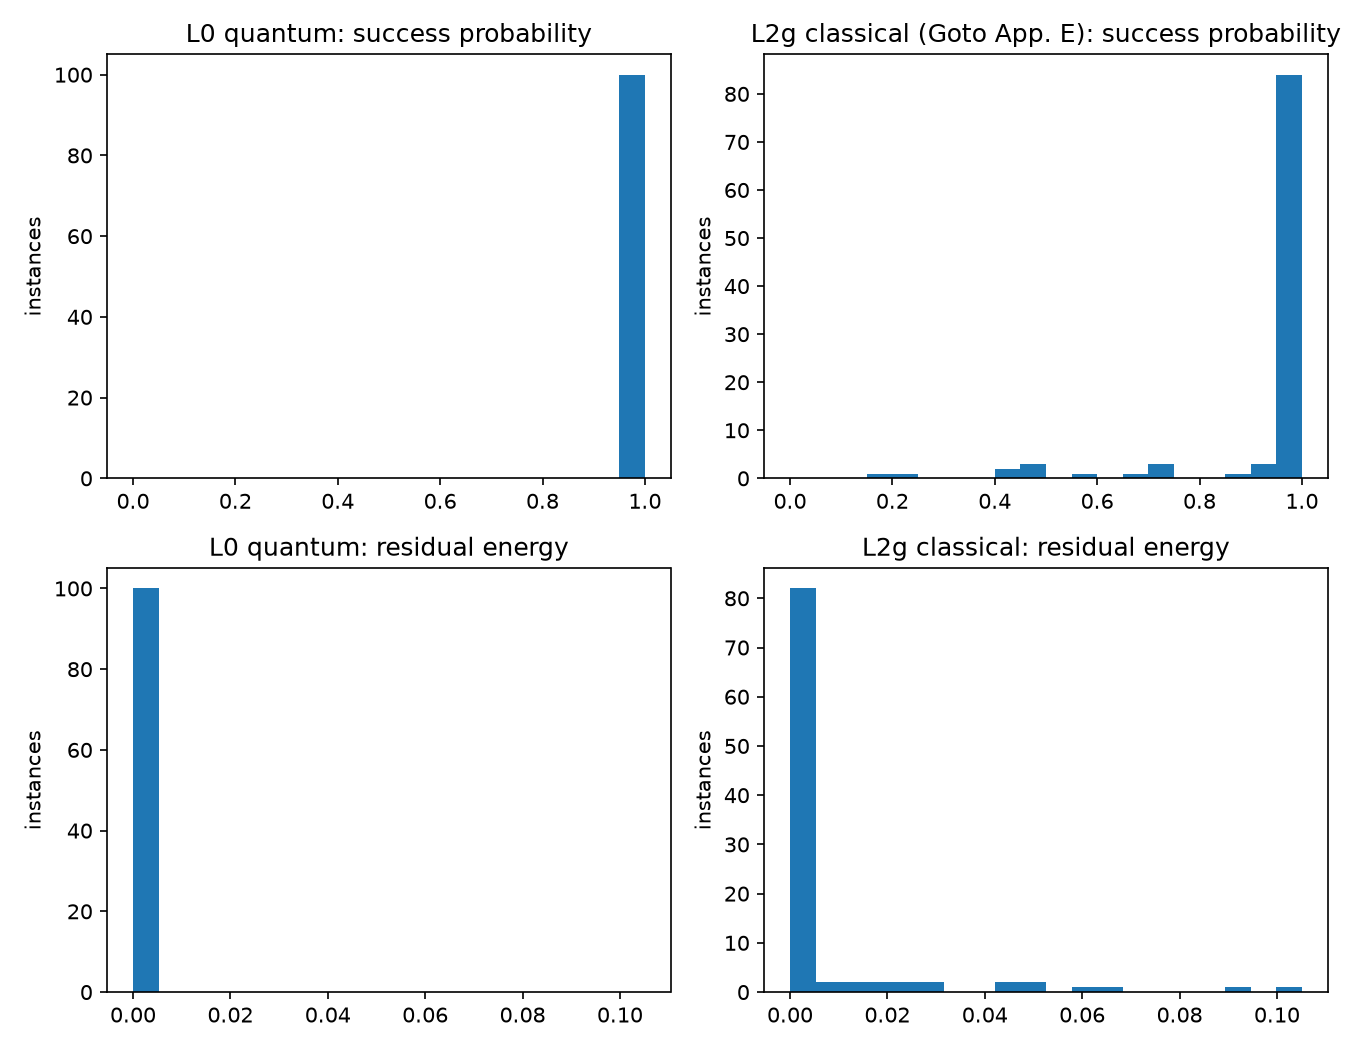 L0 quantum: success probability
instances
100
80
60
40
20
0
0.0 0.2 0.4 0.6 0.8 1.0
L2g classical (Goto App. E): success probability
instances
80
70
60
50
40
30
20
10
0
0.0 0.2 0.4 0.6 0.8 1.0
L0 quantum: residual energy
instances
100
80
60
40
20
0
0.00 0.02 0.04 0.06 0.08 0.10
L2g classical: residual energy
instances
80
70
60
50
40
30
20
10
0
0.00 0.02 0.04 0.06 0.08 0.10